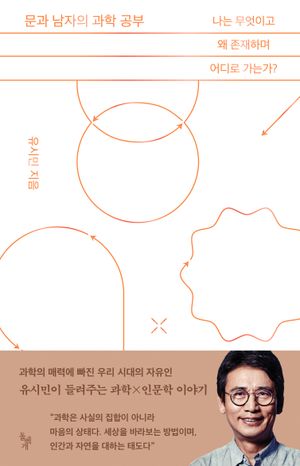 문과 남자의 과학 공부
나는 무엇이고
왜 존재하며
어디로 가는가?
유시민 지음
과학의 매력에 빠진 우리 시대의 자유인
유시민이 들려주는 과학×인문학 이야기
“과학은 사실의 집합이 아니라
마음의 상태다. 세상을 바라보는 방법이며,
인간과 자연을 대하는 태도다”
돌베개